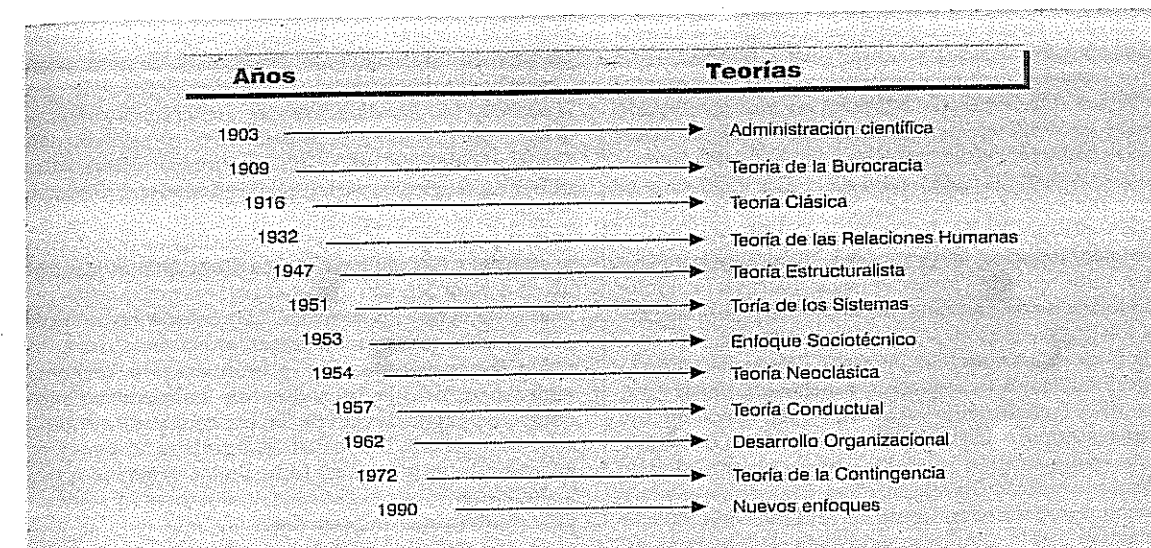 Años Teorías
1903 Administración científica
1909 Teoría de la Burocracia
1916 Teoría Clásica
1932 Teoría de las Relaciones Humanas
1947 Teoría Estructuralista
1951 Toría de los Sistemas
1953 Enfoque Sociotécnico
1954 Teoría Neoclásica
1957 Teoría Conductual
1962 Desarrollo Organizacional
1972 Teoría de la Contingencia
1990 Nuevos enfoques